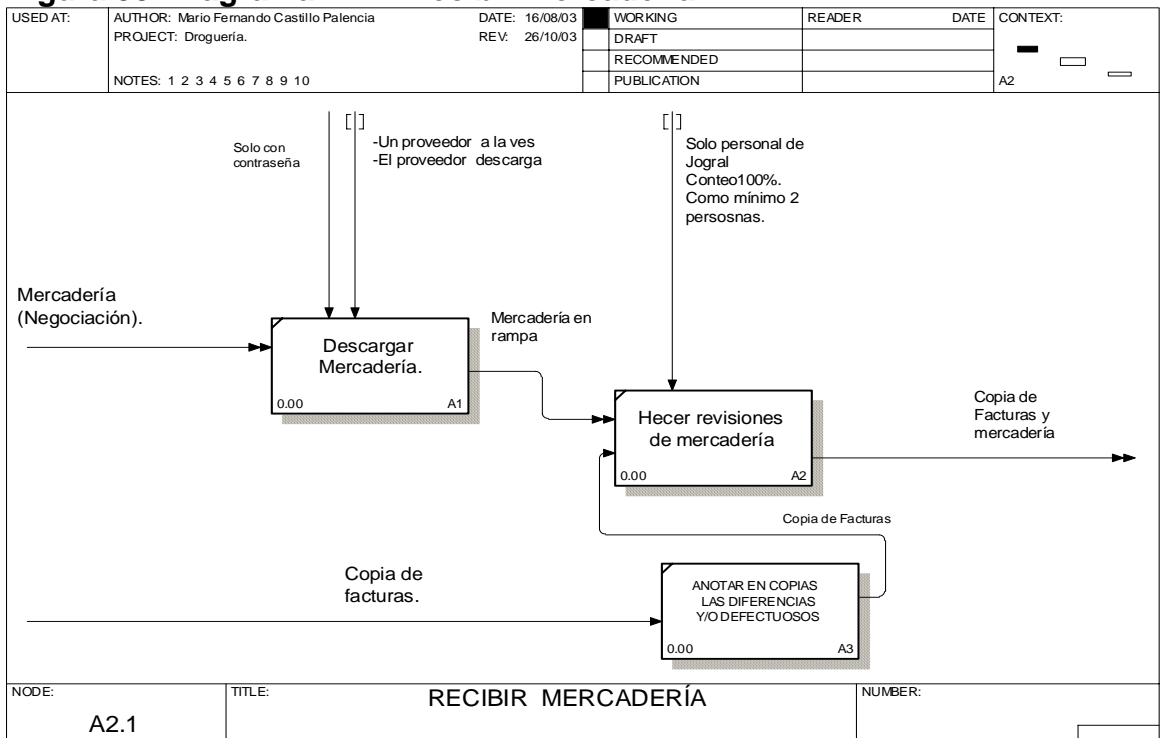 USED AT:
AUTHOR: Mario Fernando Castillo Palencia
DATE: 16/08/03
PROJECT: Droguería.
REV: 26/10/03
NOTES: 1 2 3 4 5 6 7 8 9 10
WORKING
DRAFT
RECOMMENDED
PUBLICATION
READER
DATE
CONTEXT:
A2
Solo con
contraseña
[ ]
-Un proveedor a la ves
-El proveedor descarga
[ ]
Solo personal de
Jogral
Conteo100%.
Como mínimo 2
persosnas.
Mercadería
(Negociación).
Descargar
Mercadería.
0.00
A1
Mercadería en
rampa
Hecer revisiones
de mercadería
0.00
A2
Copia de
Facturas y
mercadería
Copia de Facturas
Copia de
facturas.
ANOTAR EN COPIAS
LAS DIFERENCIAS
Y/O DEFECTUOSOS
0.00
A3
NODE:
A2.1
TITLE:
RECIBIR MERCADERÍA
NUMBER: